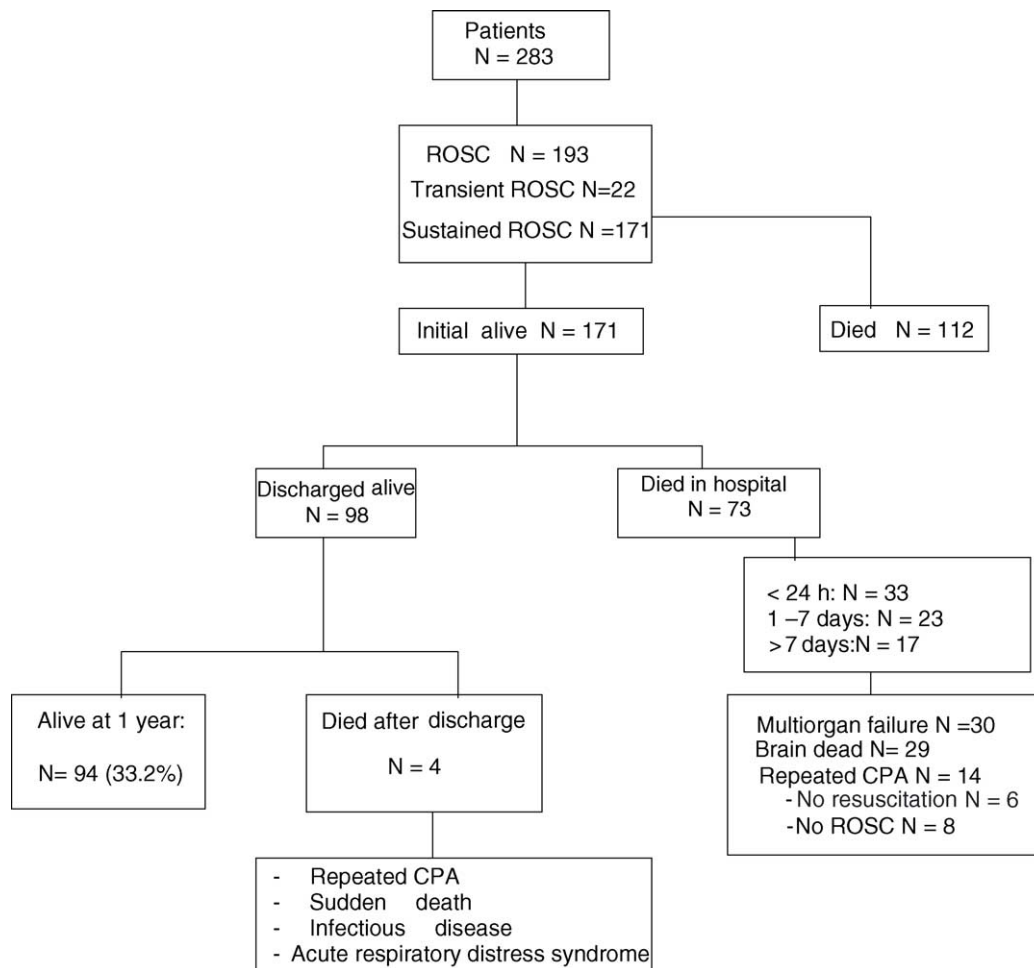 Patients
N = 283
ROSC N = 193
Transient ROSC N=22
Sustained ROSC N =171
Initial alive N = 171
Died N = 112
Discharged alive
N = 98
Died in hospital
N = 73
< 24 h: N = 33
1 –7 days: N = 23
>7 days:N = 17
Alive at 1 year:
N= 94 (33.2%)
Died after discharge
N = 4
Multiorgan failure N =30
Brain dead N= 29
Repeated CPA N = 14
-No resuscitation N = 6
-No ROSC N = 8
- Repeated CPA
- Sudden death
- Infectious disease
- Acute respiratory distress syndrome